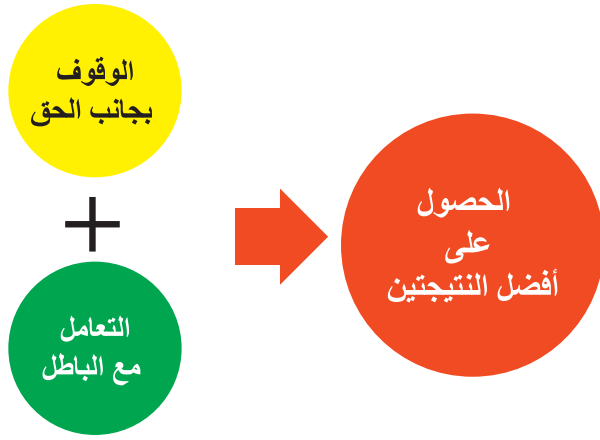 الوقوف
بجانب الحق
+
التعامل
مع الباطل
الحصول
على
أفضل النتيجتين